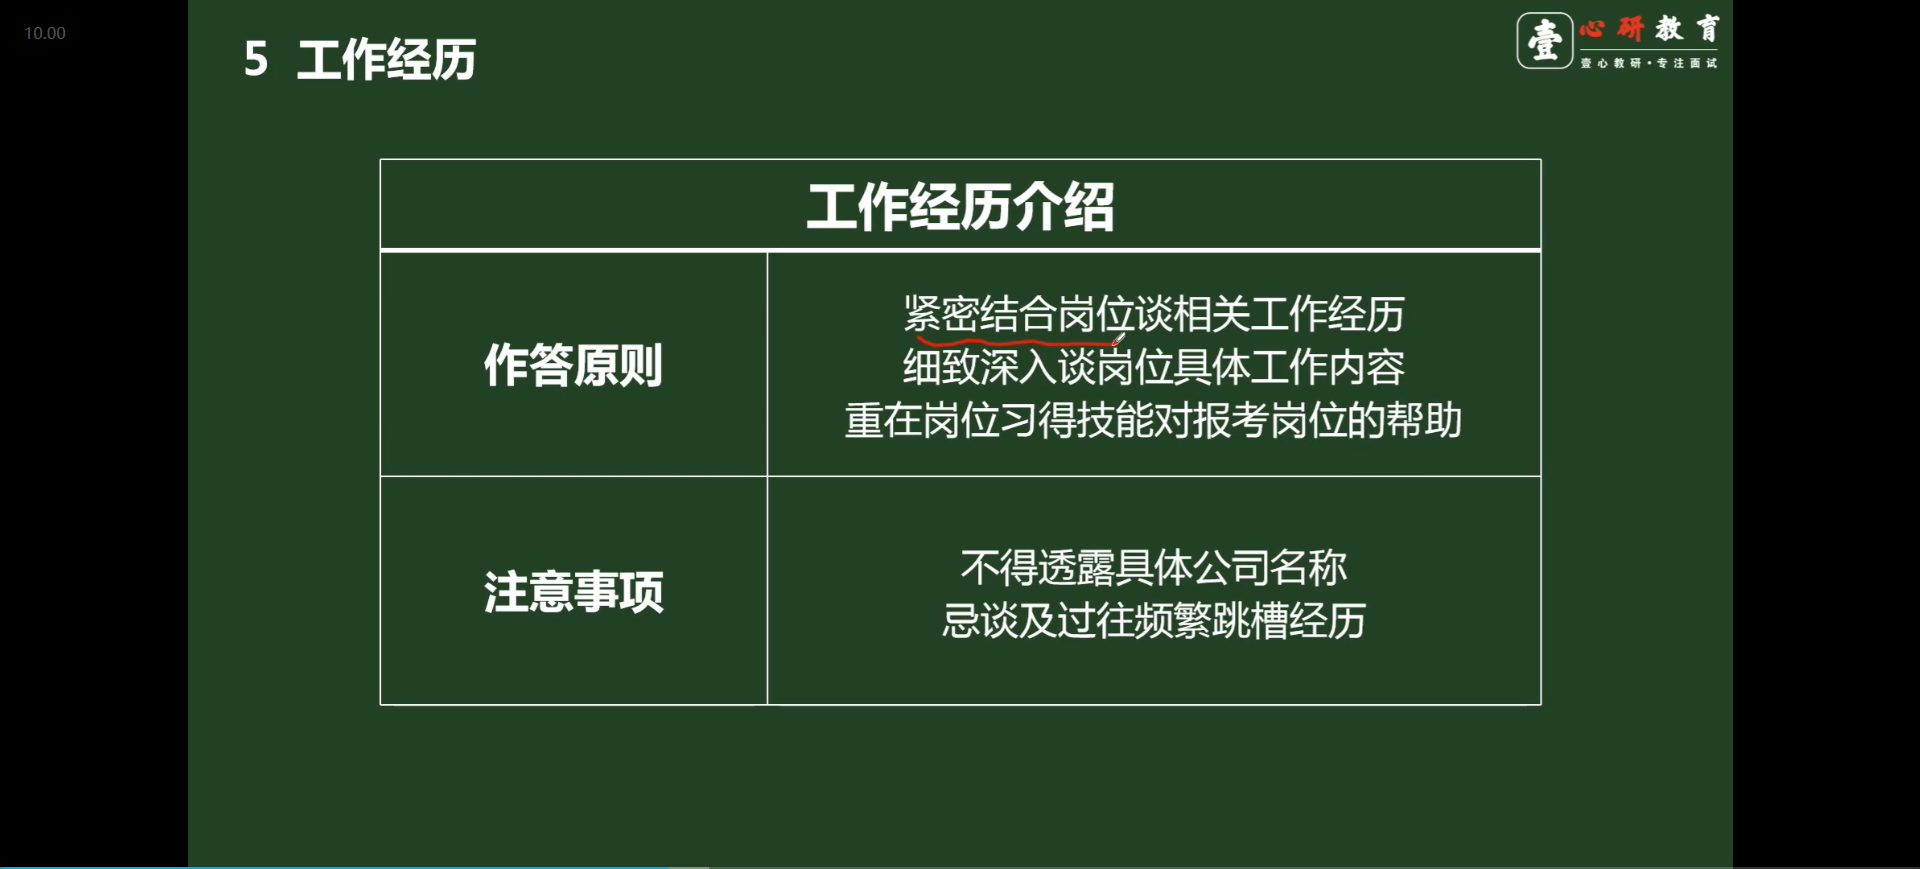 10.00
5 工作经历
壹 心研教育
壹心教研•专注面试
工作经历介绍
作答原则
紧密结合岗位谈相关工作经历
细致深入谈岗位具体工作内容
重在岗位习得技能对报考岗位的帮助
注意事项
不得透露具体公司名称
忌谈及过往频繁跳槽经历